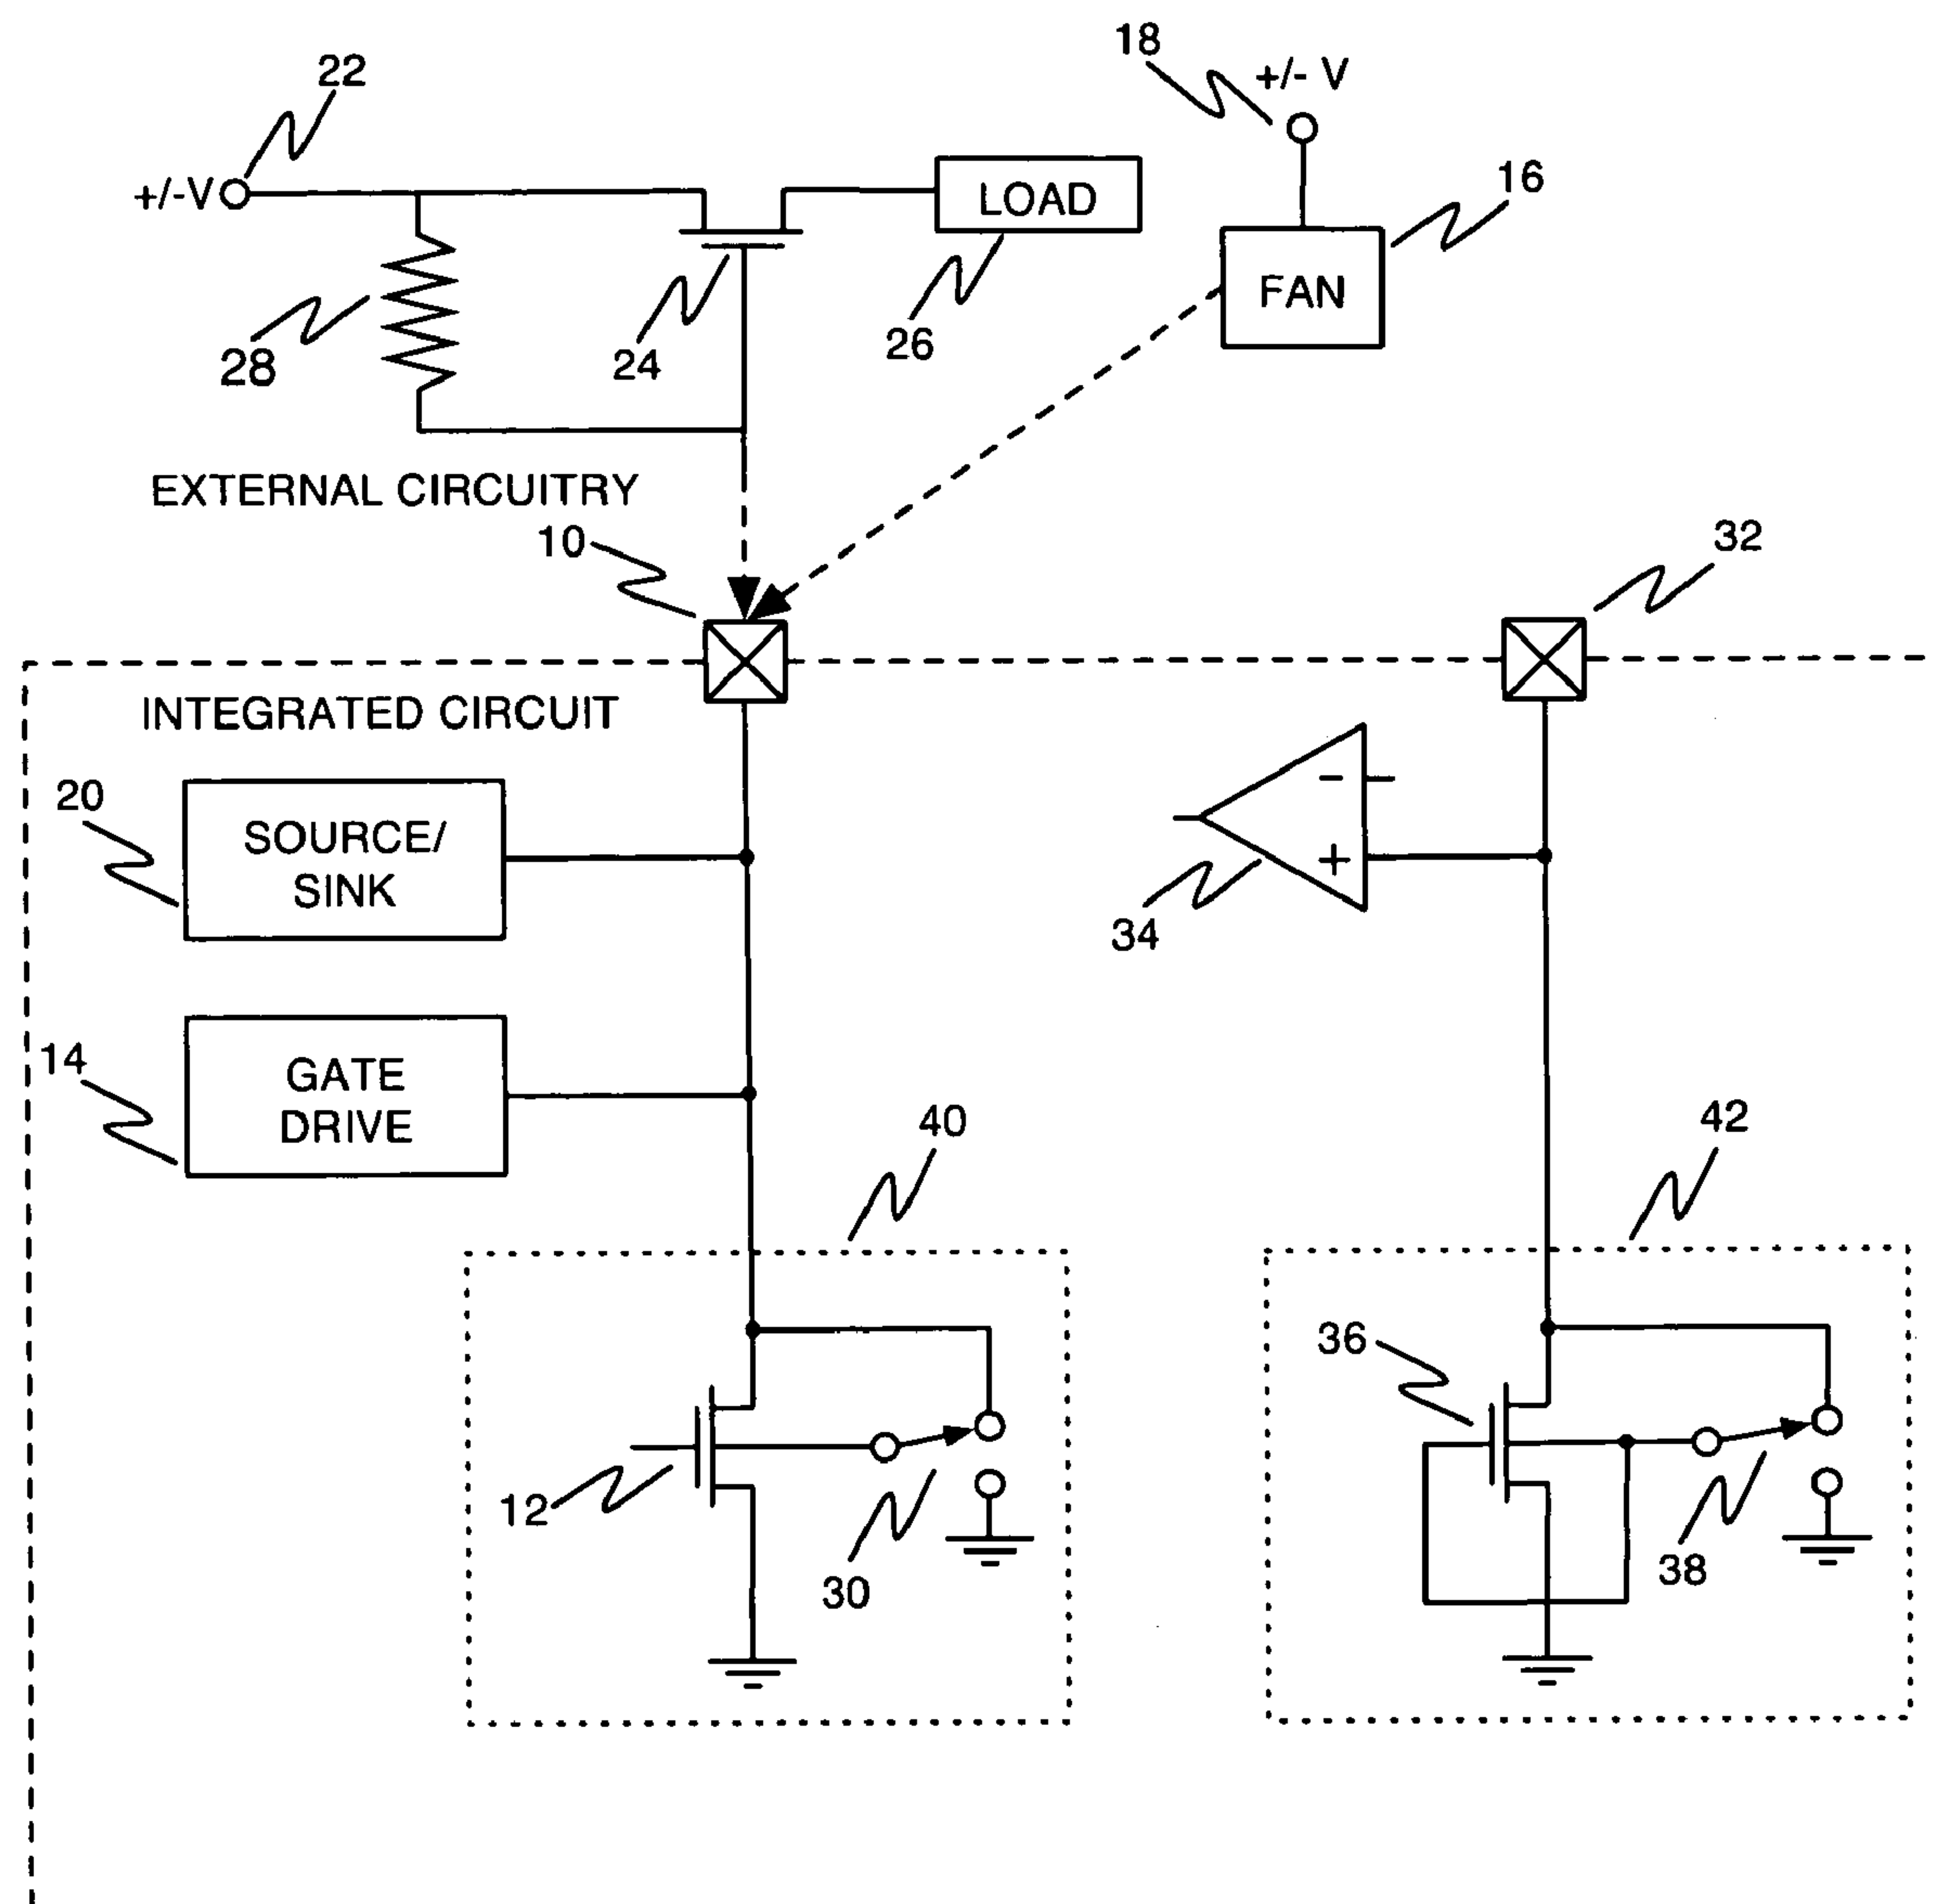 18
22
+/- V
+/-V
LOAD
16
FAN
28
24
26
EXTERNAL CIRCUITRY
10
32
INTEGRATED CIRCUIT
20
SOURCE/
SINK
-
+
34
14
GATE
DRIVE
40
42
36
12
30
38